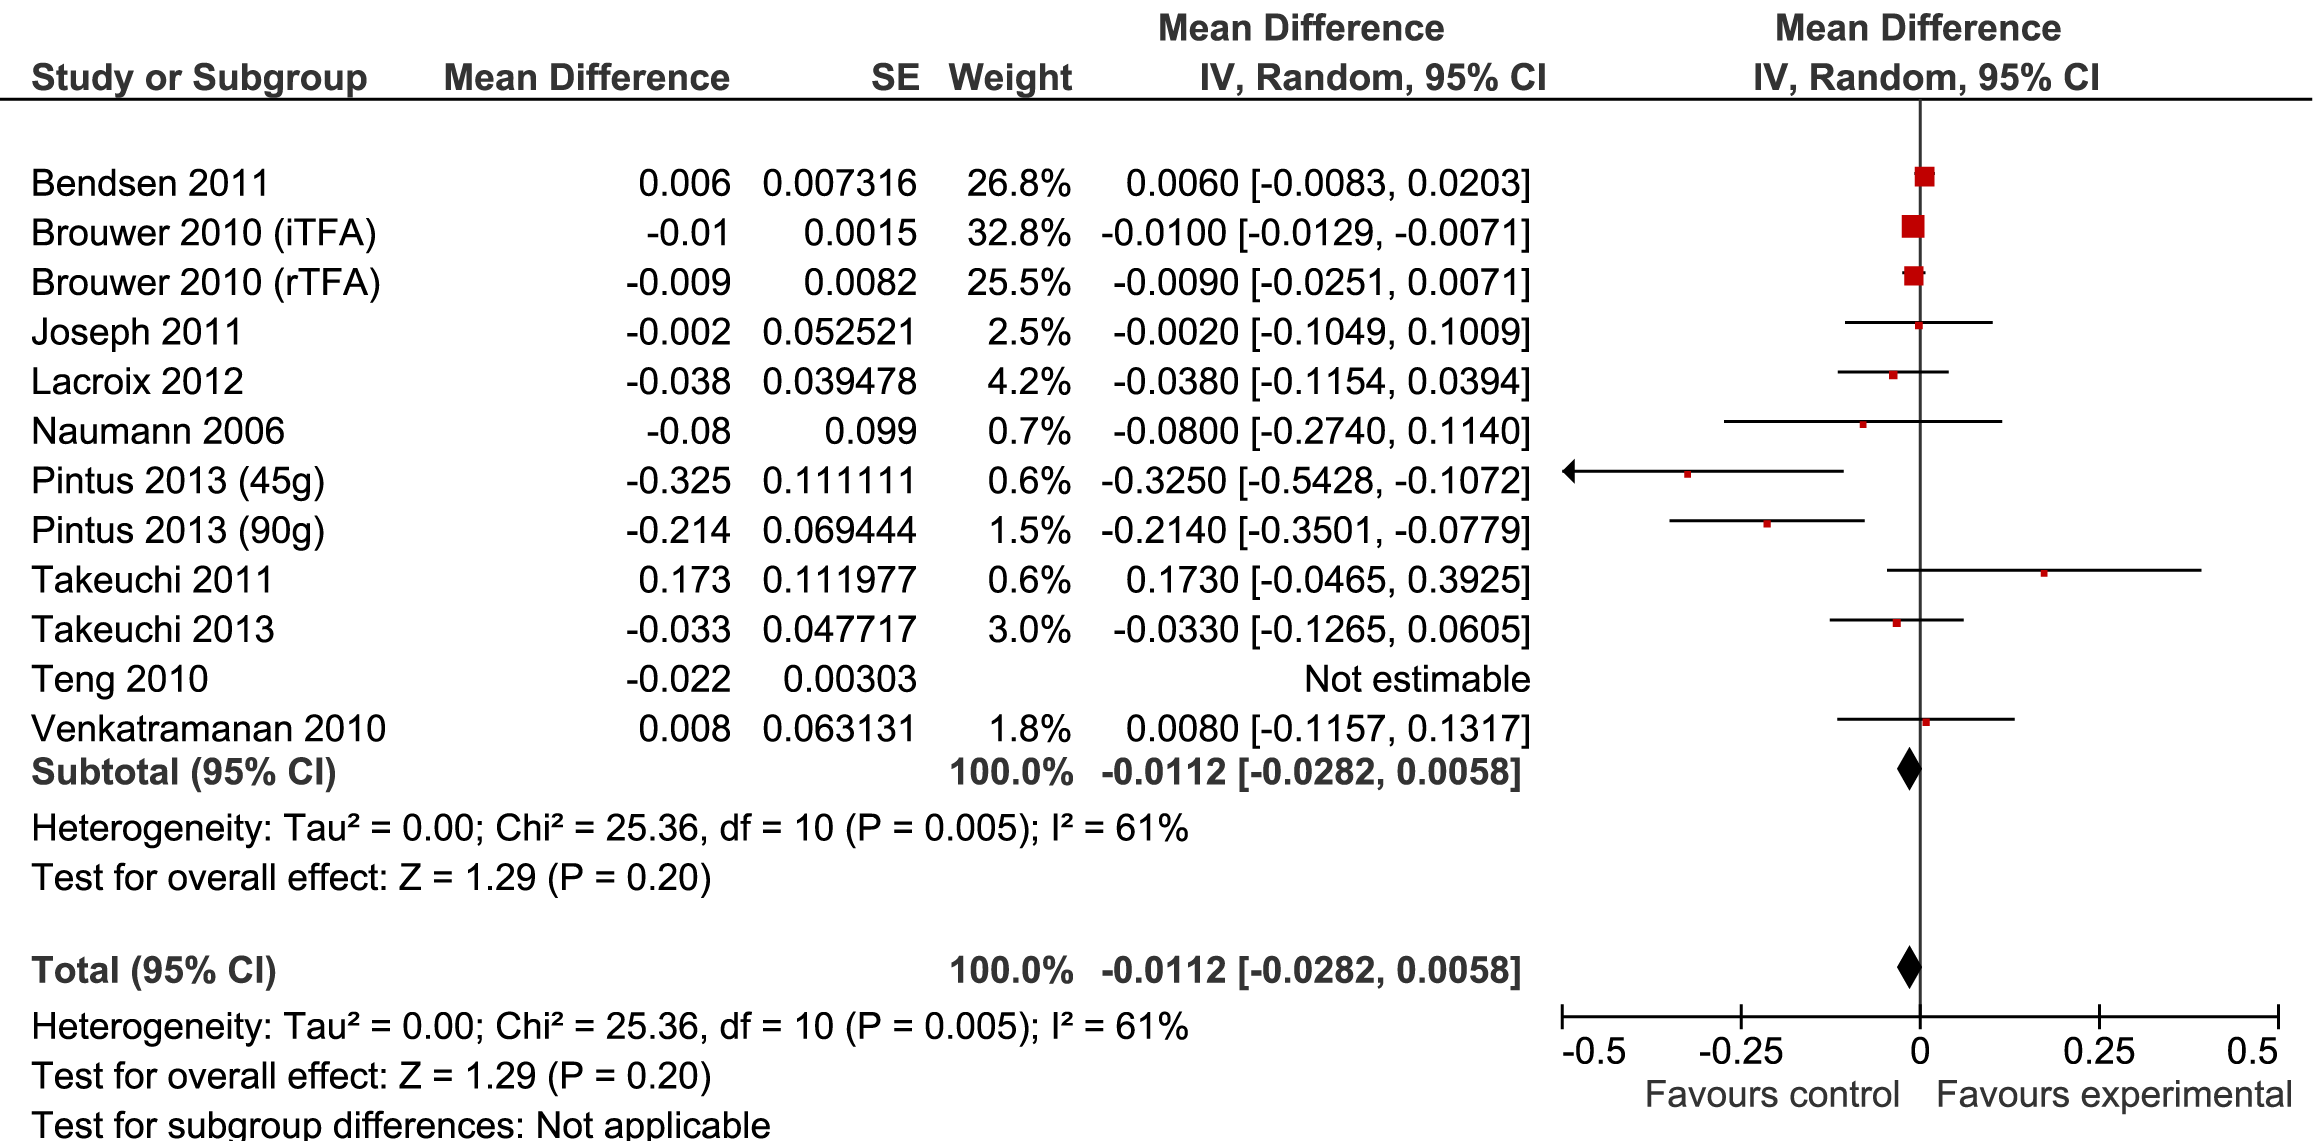 Mean Difference Mean Difference
Study or Subgroup Mean Difference SE Weight IV, Random, 95% CI IV, Random, 95% CI
Bendsen 2011 0.006 0.007316 26.8% 0.0060 [-0.0083, 0.0203]
Brouwer 2010 (iTFA) -0.01 0.0015 32.8% -0.0100 [-0.0129, -0.0071]
Brouwer 2010 (rTFA) -0.009 0.0082 25.5% -0.0090 [-0.0251, 0.0071]
Joseph 2011 -0.002 0.052521 2.5% -0.0020 [-0.1049, 0.1009]
Lacroix 2012 -0.038 0.039478 4.2% -0.0380 [-0.1154, 0.0394]
Naumann 2006 -0.08 0.099 0.7% -0.0800 [-0.2740, 0.1140]
Pintus 2013 (45g) -0.325 0.111111 0.6% -0.3250 [-0.5428, -0.1072]
Pintus 2013 (90g) -0.214 0.069444 1.5% -0.2140 [-0.3501, -0.0779]
Takeuchi 2011 0.173 0.111977 0.6% 0.1730 [-0.0465, 0.3925]
Takeuchi 2013 -0.033 0.047717 3.0% -0.0330 [-0.1265, 0.0605]
Teng 2010 -0.022 0.00303 Not estimable
Venkatramanan 2010 0.008 0.063131 1.8% 0.0080 [-0.1157, 0.1317]
Subtotal (95% CI) 100.0% -0.0112 [-0.0282, 0.0058]
Heterogeneity: Tau² = 0.00; Chi² = 25.36, df = 10 (P = 0.005); I² = 61%
Test for overall effect: Z = 1.29 (P = 0.20)
Total (95% CI) 100.0% -0.0112 [-0.0282, 0.0058]
Heterogeneity: Tau² = 0.00; Chi² = 25.36, df = 10 (P = 0.005); I² = 61%
Test for overall effect: Z = 1.29 (P = 0.20)
Test for subgroup differences: Not applicable
-0.5 -0.25 0 0.25 0.5
Favours control Favours experimental